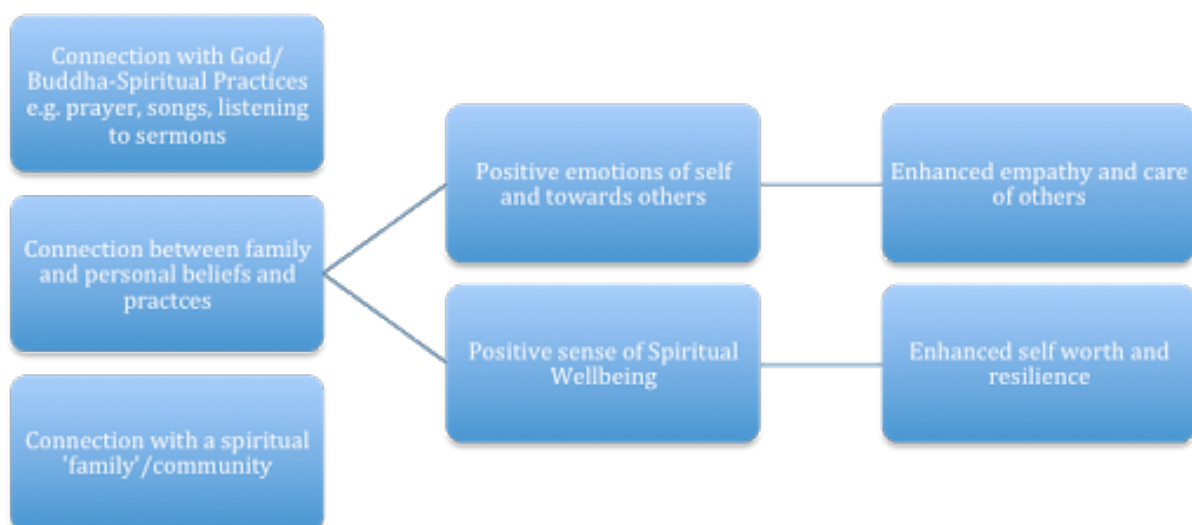 Connection with God/
Buddha-Spiritual Practices
e.g. prayer, songs, listening
to sermons
Connection between family
and personal beliefs and
practces
Connection with a spiritual
'family'/community
Positive emotions of self
and towards others
Positive sense of Spiritual
Wellbeing
Enhanced empathy and care
of others
Enhanced self worth and
resilience